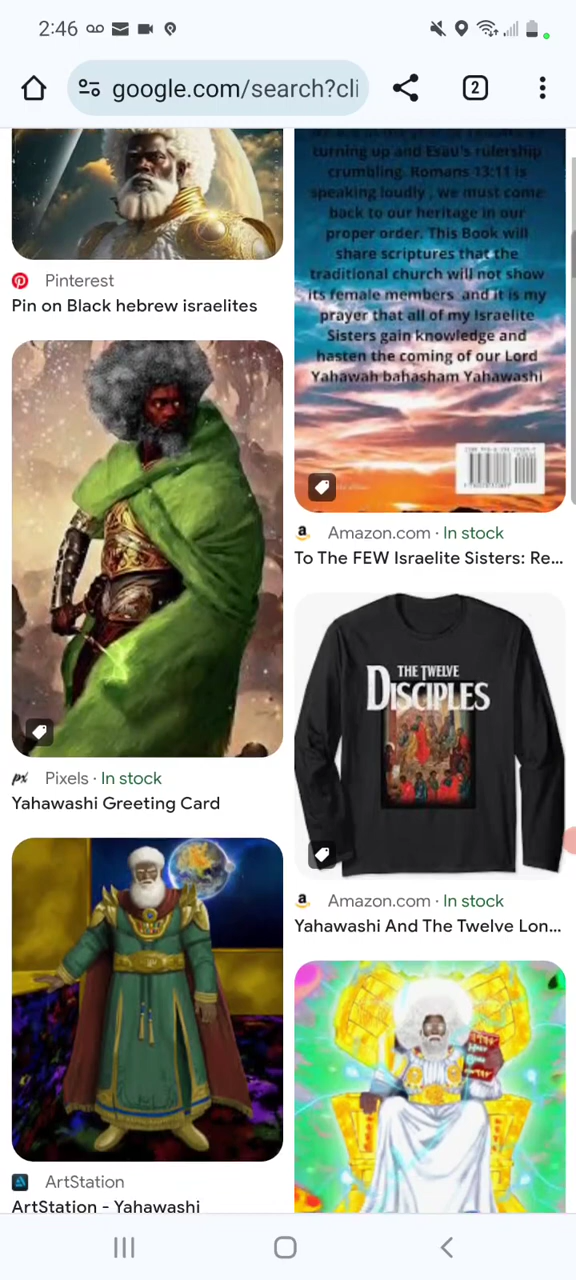 2:46
google.com/search?cli
2
Pinterest
Pin on Black hebrew israelites
px Pixels · In stock
Yahawashi Greeting Card
ArtStation
ArtStation - Yahawashi
turning up and Esau's rulership
crumbling. Romans 13:11 is
speaking loudly , we must come
back to our heritage in our
proper order. This Book will
share scriptures that the
traditional church will not show
its female members and it is my
prayer that all of my Israelite
Sisters gain knowledge and
hasten the coming of our Lord
Yahawah bahasham Yahawashi
a Amazon.com · In stock
To The FEW Israelite Sisters: Re...
THE TWELVE
DISCIPLES
a Amazon.com · In stock
Yahawashi And The Twelve Lon...